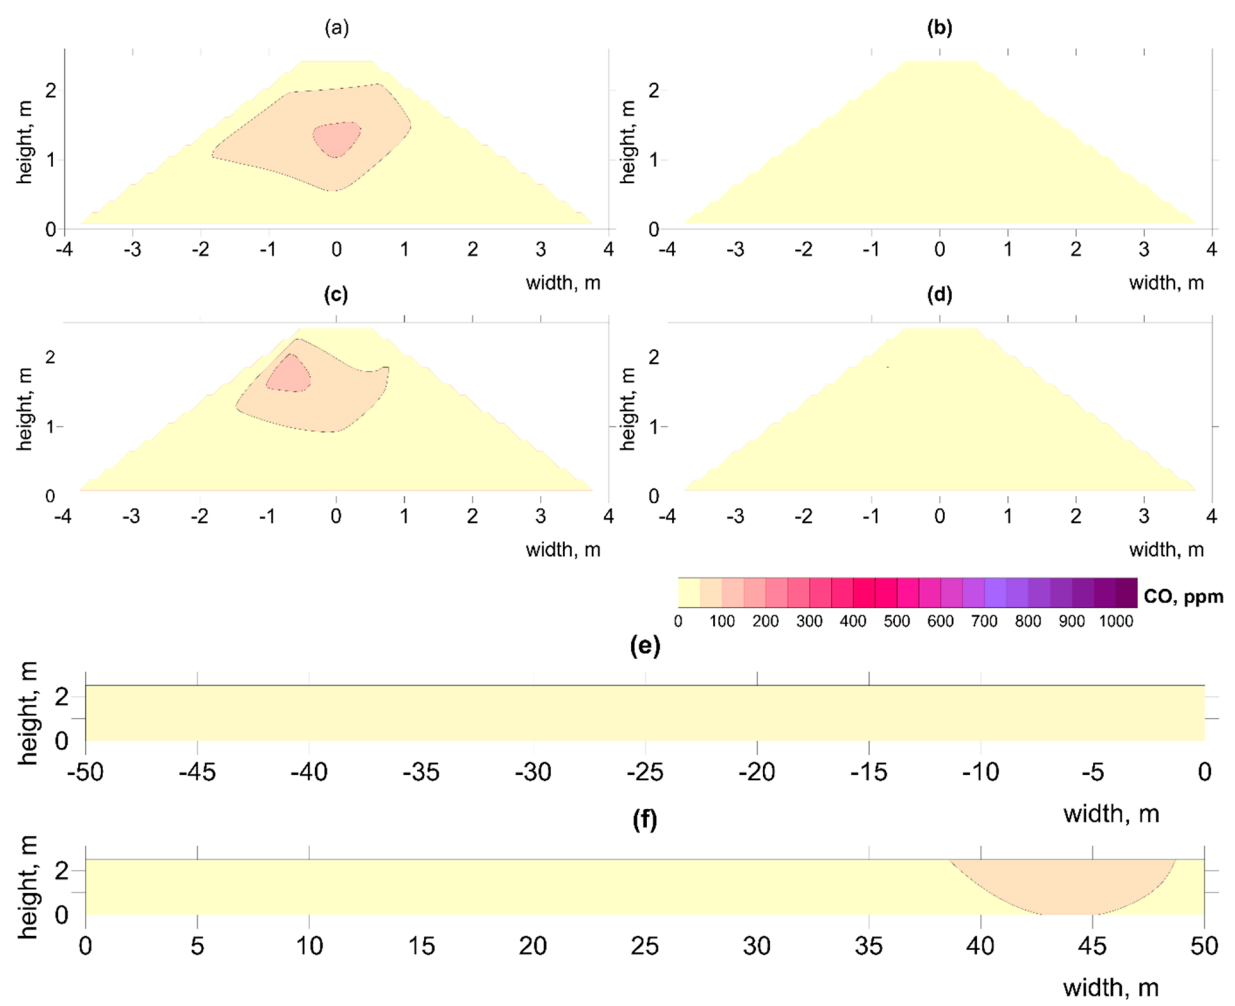 (a)
(b)
height, m
2
1
0
-4 -3 -2 -1 0 1 2 3 4
width, m
height, m
2
1
0
-4 -3 -2 -1 0 1 2 3 4
width, m
(c)
(d)
height, m
2
1
0
-4 -3 -2 -1 0 1 2 3 4
width, m
height, m
2
1
0
-4 -3 -2 -1 0 1 2 3 4
width, m
CO, ppm
0 100 200 300 400 500 600 700 800 900 1000
(e)
height, m
2
0
-50 -45 -40 -35 -30 -25 -20 -15 -10 -5 0
width, m
(f)
height, m
2
0
0 5 10 15 20 25 30 35 40 45 50
width, m